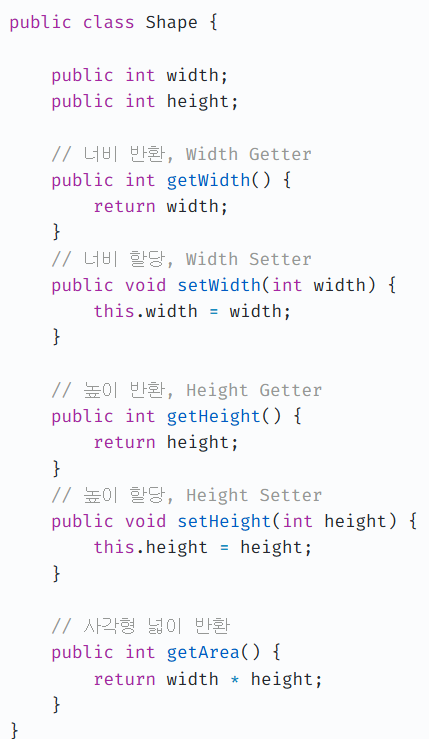 public class Shape {
public int width;
public int height;
// 너비 반환, Width Getter
public int getWidth() {
return width;
}
// 너비 할당, Width Setter
public void setWidth(int width) {
this.width = width;
}
// 높이 반환, Height Getter
public int getHeight() {
return height;
}
// 높이 할당, Height Setter
public void setHeight(int height) {
this.height = height;
}
// 사각형 넓이 반환
public int getArea() {
return width * height;
}
}